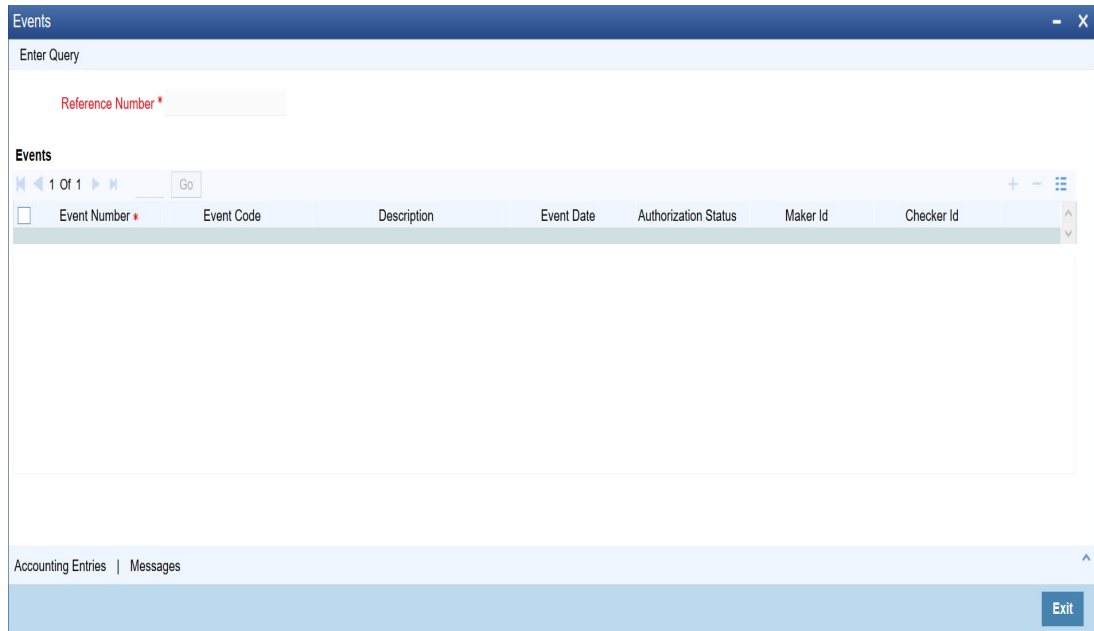 Events
Enter Query
Reference Number *
Events
1 Of 1 Go
Event Number * Event Code Description Event Date Authorization Status Maker Id Checker Id
Accounting Entries | Messages
Exit